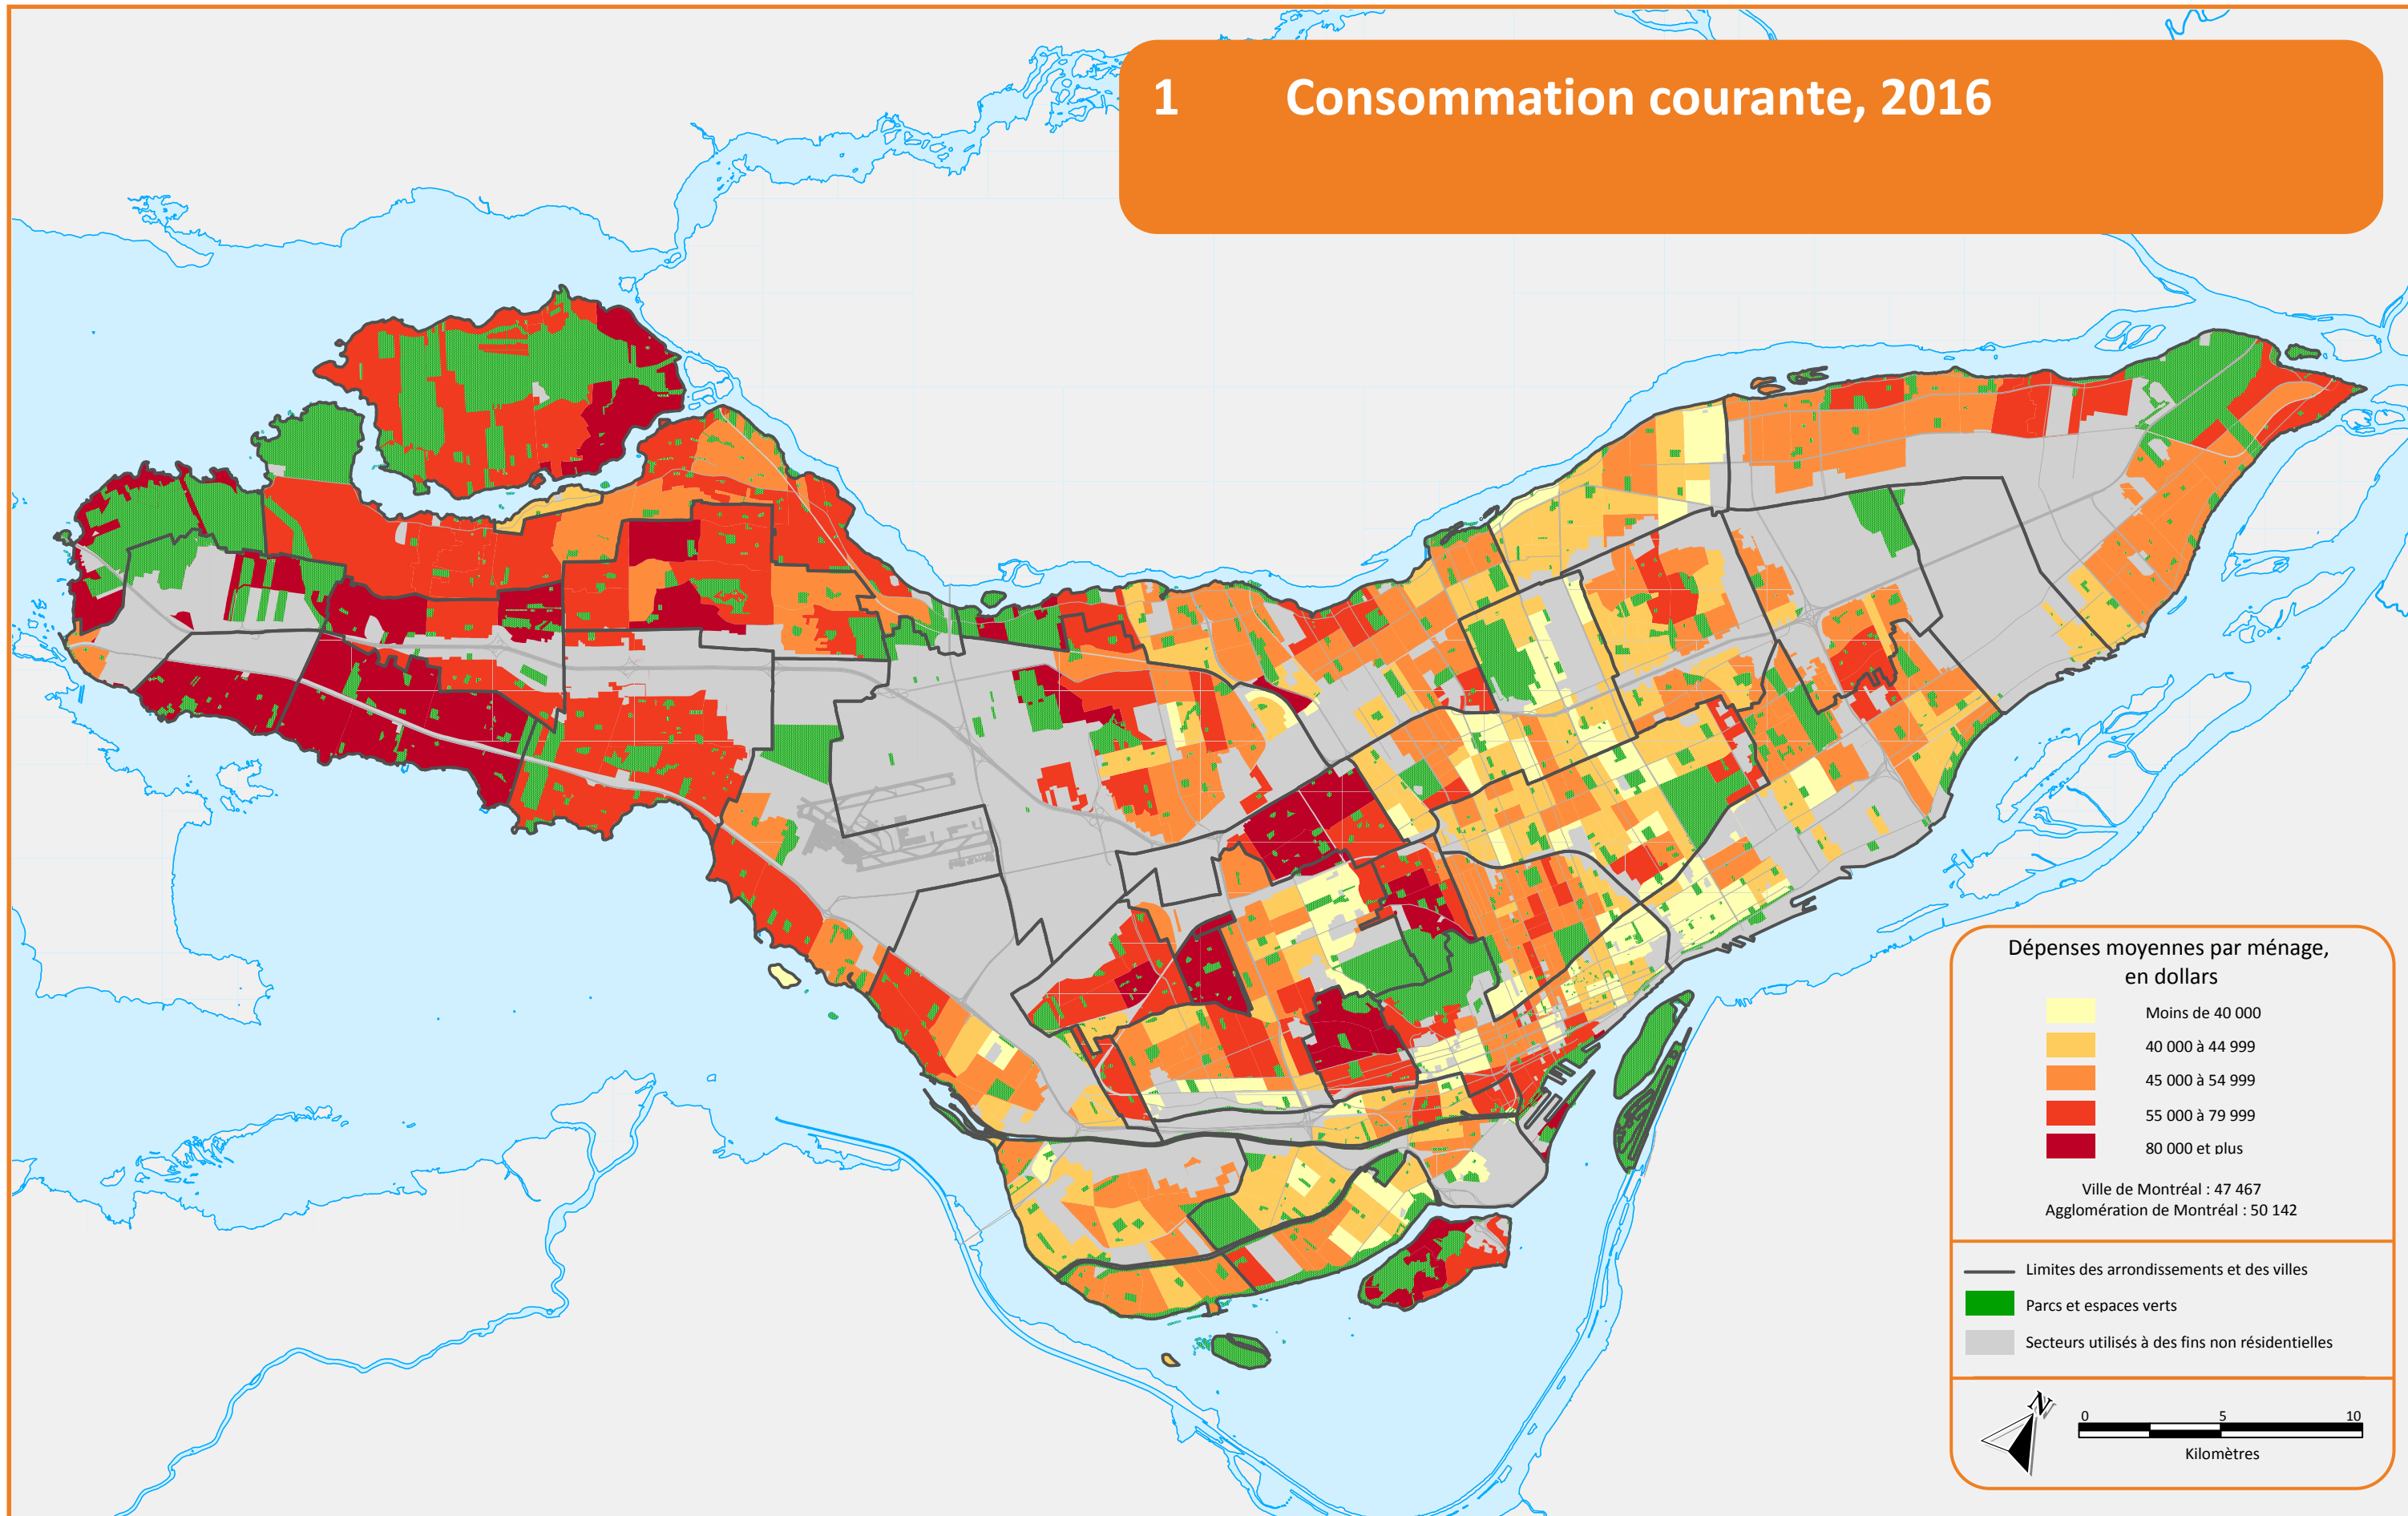 1 Consommation courante, 2016
Dépenses moyennes par ménage,
en dollars
Moins de 40 000
40 000 à 44 999
45 000 à 54 999
55 000 à 79 999
80 000 et plus
Ville de Montréal : 47 467
Agglomération de Montréal : 50 142
Limites des arrondissements et des villes
Parcs et espaces verts
Secteurs utilisés à des fins non résidentielles
N
0 5 10
Kilomètres